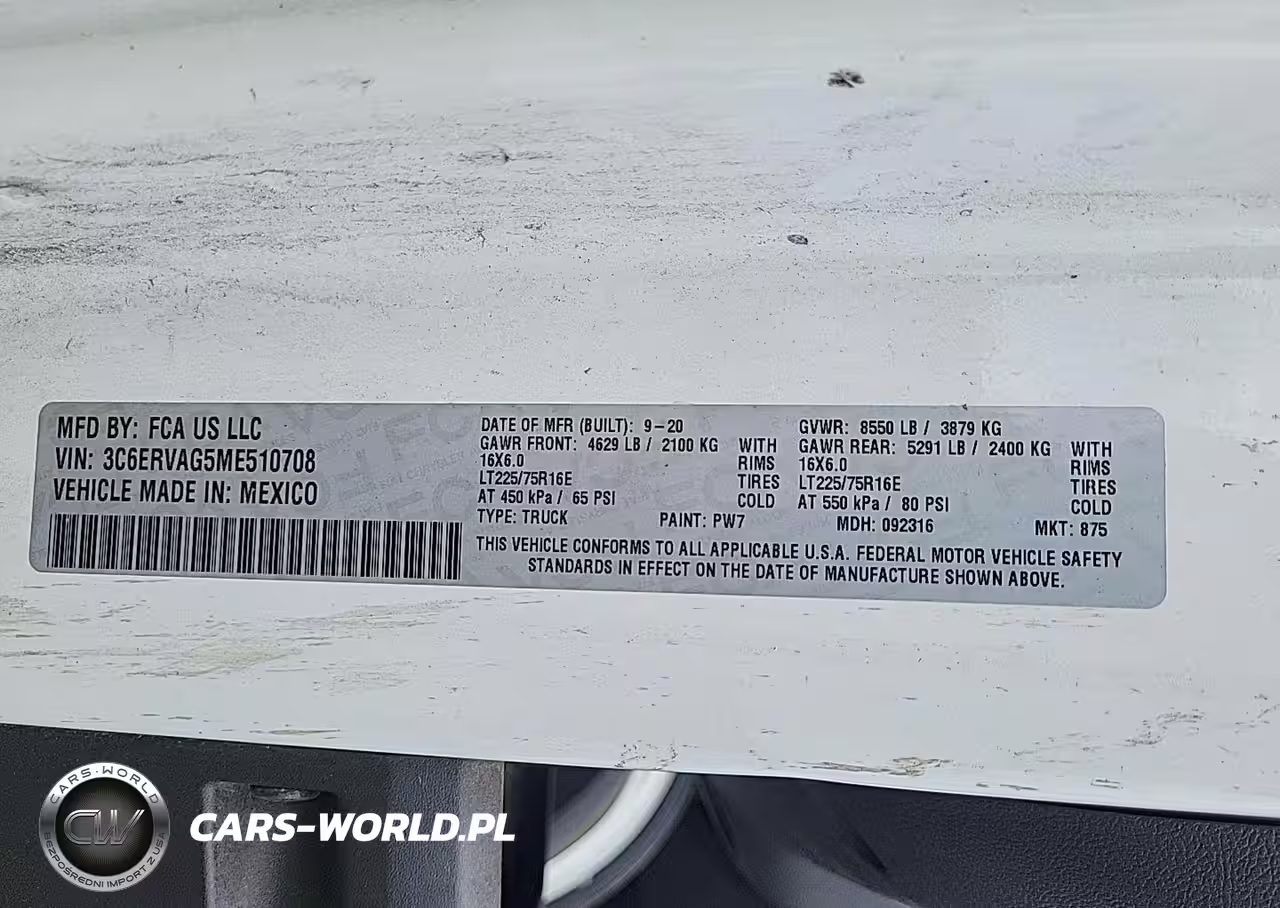 MFD BY: FCA US LLC
VIN: 3C6ERVAG5ME510708
VEHICLE MADE IN: MEXICO
DATE OF MFR (BUILT): 9-20
GAWR FRONT: 4629 LB / 2100 KG WITH
16X6.0 RIMS
LT225/75R16E TIRES
AT 450 kPa / 65 PSI COLD
TYPE: TRUCK PAINT: PW7
GVWR: 8550 LB / 3879 KG
GAWR REAR: 5291 LB / 2400 KG WITH
16X6.0 RIMS
LT225/75R16E TIRES
AT 550 kPa / 80 PSI COLD
MDH: 092316 MKT: 875
THIS VEHICLE CONFORMS TO ALL APPLICABLE U.S.A. FEDERAL MOTOR VEHICLE SAFETY
STANDARDS IN EFFECT ON THE DATE OF MANUFACTURE SHOWN ABOVE.
CARS-WORLD
CW
BEZPOŚREDNI IMPORT Z USA
CARS-WORLD.PL